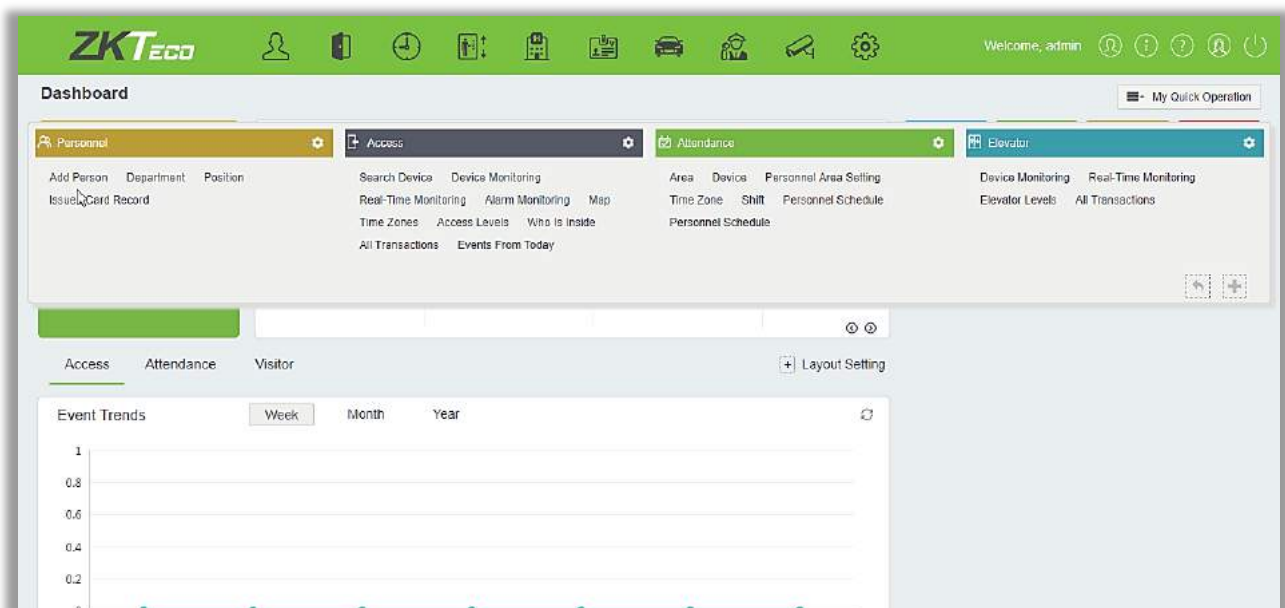 ZKTECO
Welcome, admin
Dashboard
My Quick Operation
Personnel
Add Person Department Position
Issued Card Record
Access
Search Device Device Monitoring
Real-Time Monitoring Alarm Monitoring Map
Time Zones Access Levels Who Is Inside
All Transactions Events From Today
Attendance
Area Device Personnel Area Setting
Time Zone Shift Personnel Schedule
Personnel Schedule
Elevator
Device Monitoring Real-Time Monitoring
Elevator Levels All Transactions
Access Attendance Visitor
Layout Setting
Event Trends Week Month Year
1
0.8
0.6
0.4
0.2